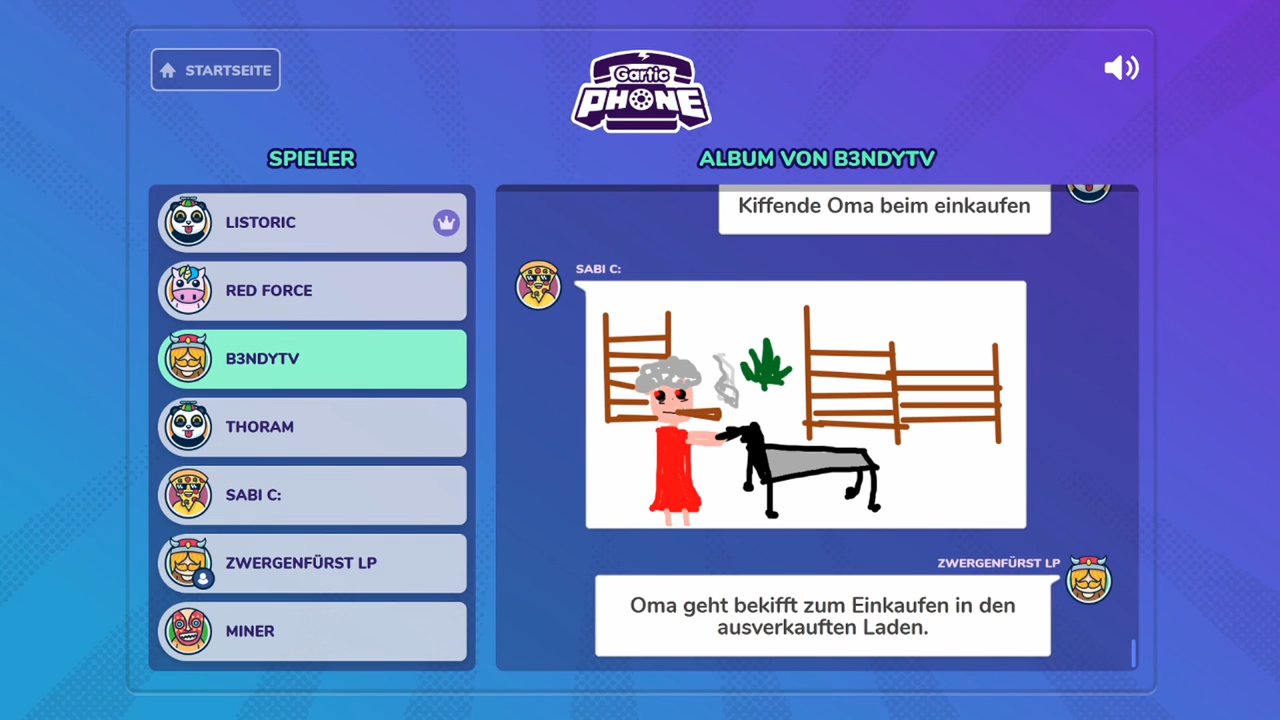 STARTSEITE
Gartic
PHONE
SPIELER
ALBUM VON B3NDYTV
LISTORIC
RED FORCE
B3NDYTV
THORAM
SABI C:
ZWERGENFÜRST LP
MINER
Kiffende Oma beim einkaufen
SABI C:
ZWERGENFÜRST LP
Oma geht bekifft zum Einkaufen in den
ausverkauften Laden.